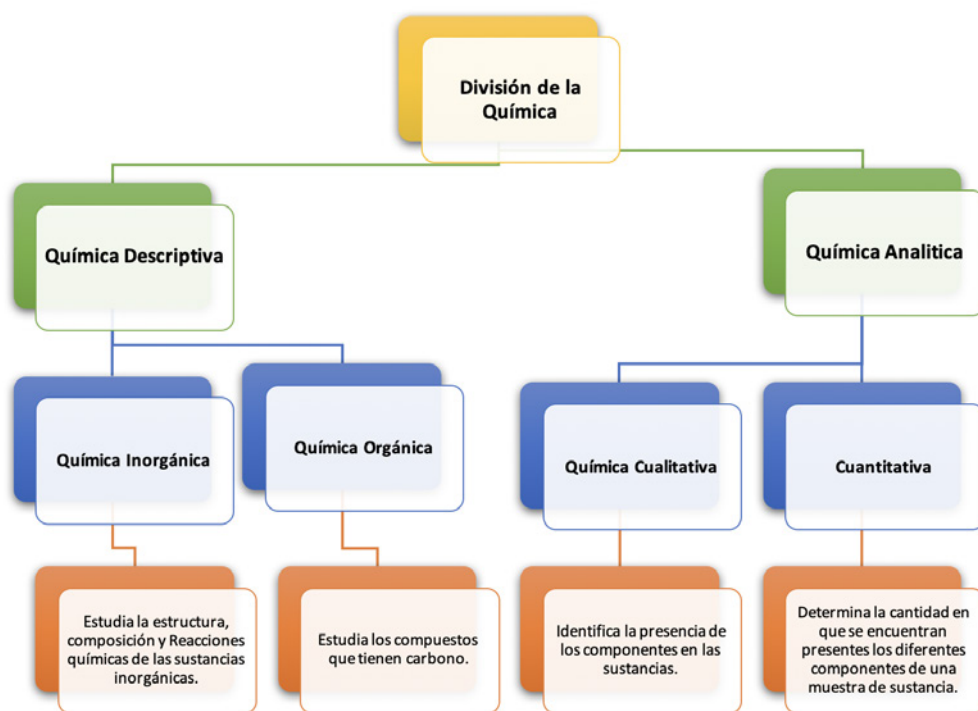 División de la
Química
Química Descriptiva
Química Analitica
Química Inorgánica
Química Orgánica
Química Cualitativa
Cuantitativa
Estudia la estructura,
composición y Reacciones
químicas de las sustancias
inorgánicas.
Estudia los compuestos
que tienen carbono.
Identifica la presencia de
los componentes en las
sustancias.
Determina la cantidad en
que se encuentran
presentes los diferentes
componentes de una
muestra de sustancia.